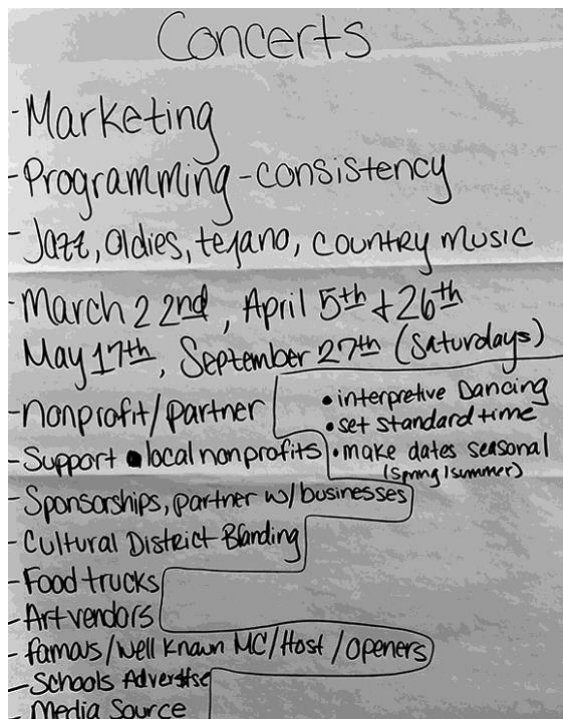 Concerts
- Marketing
- Programming - consistency
- Jazz, oldies, tejano, country music
- March 22nd, April 5th + 26th
May 17th, September 27th (Saturdays)
- nonprofit/partner
- Support local nonprofits
• interpretive Dancing
• set standard time
• make dates seasonal
(spring/summer)
- Sponsorships, partner w/businesses
- Cultural District Branding
- Food trucks
- Art vendors
- famous/well known MC/Host/openers
- Schools Advertise
- Media Source